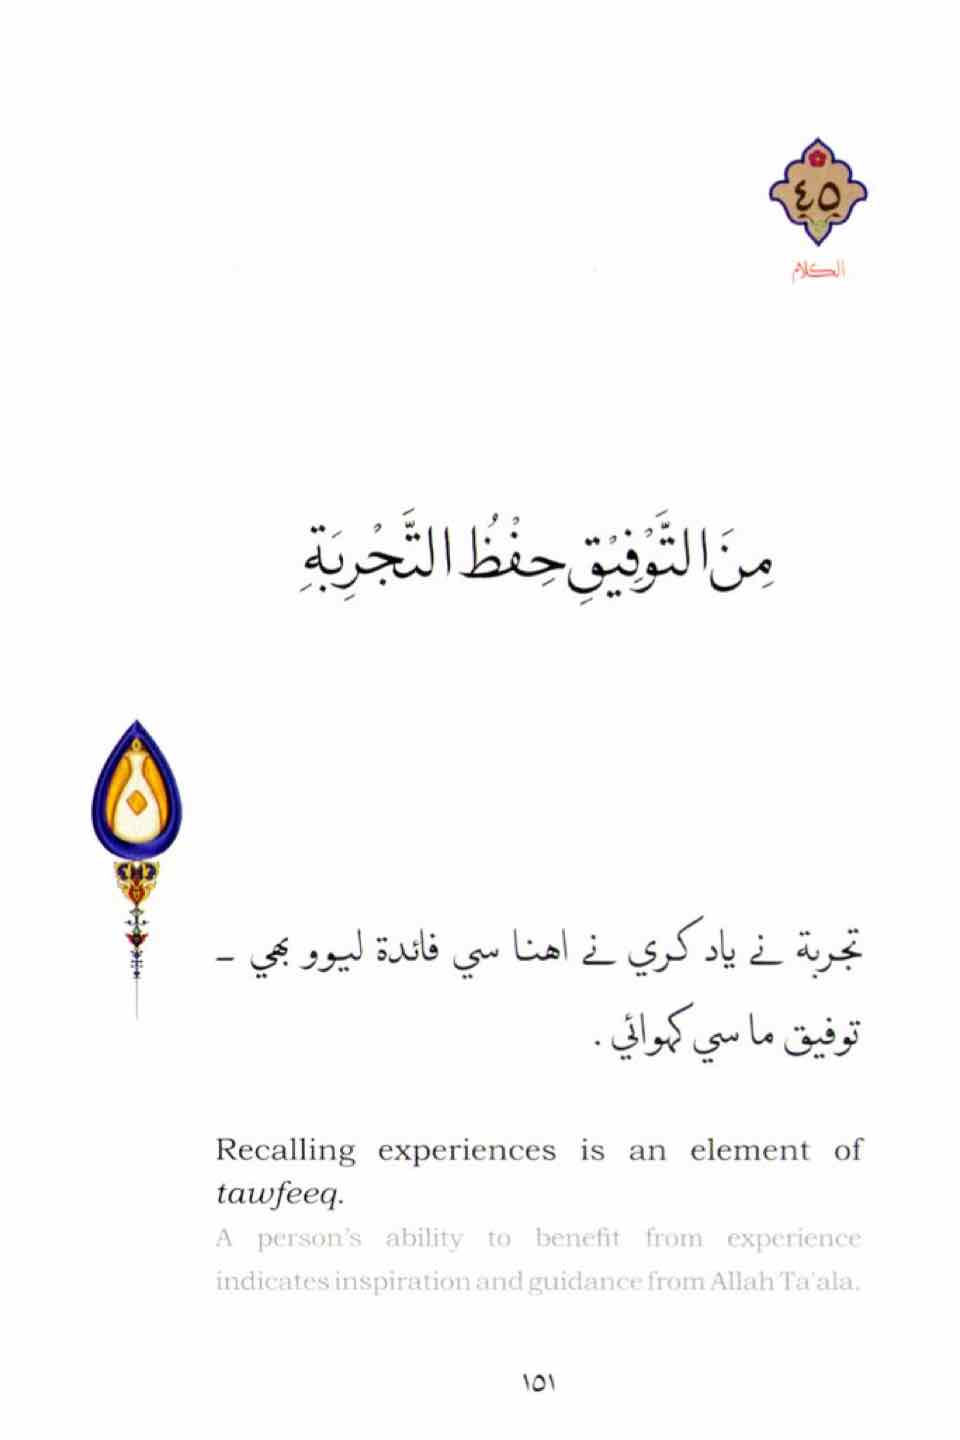 ٤٥
الكلام
مِنَ التَّوْفِيْقِ حِفْظُ التَّجْرِبَةِ
تجربة نے ياد كري نے اهنا سي فائدة ليوو بھي ـ
توفيق ما سي كهوائي .
Recalling experiences is an element of
tawfeeq.
A person's ability to benefit from experience
indicates inspiration and guidance from Allah Ta'ala.
١٥١